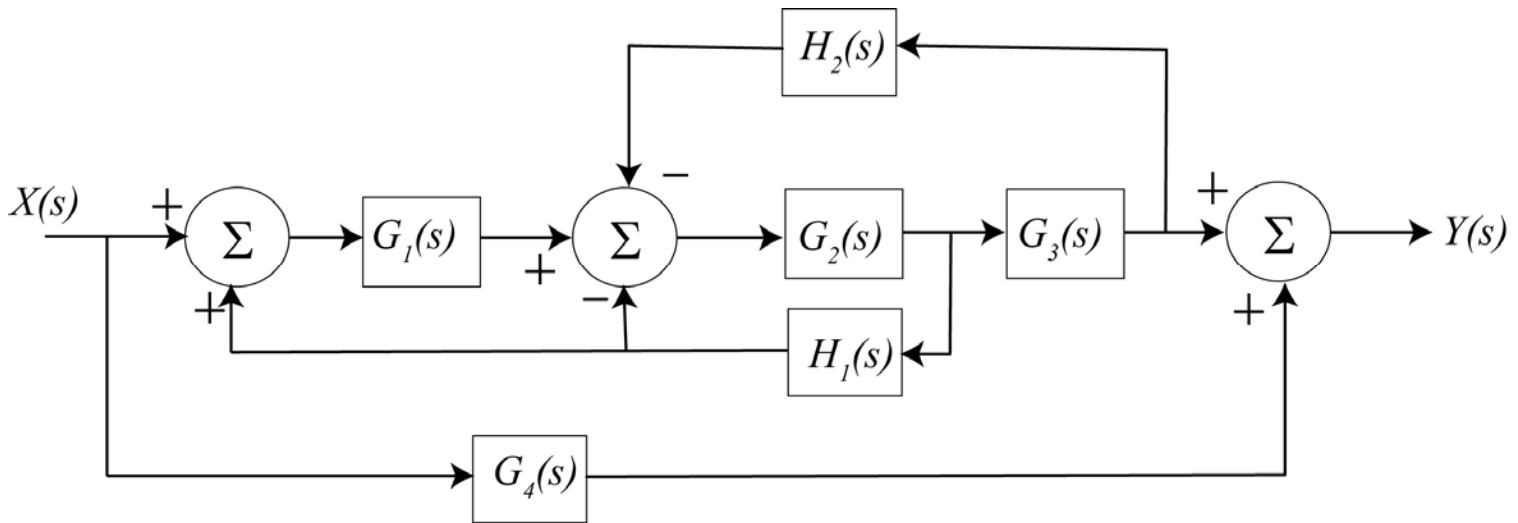 H₂(s)
−
X(s)
+
Σ
G₁(s)
+
Σ
G₂(s)
G₃(s)
+
Σ
Y(s)
+
−
H₁(s)
+
G₄(s)